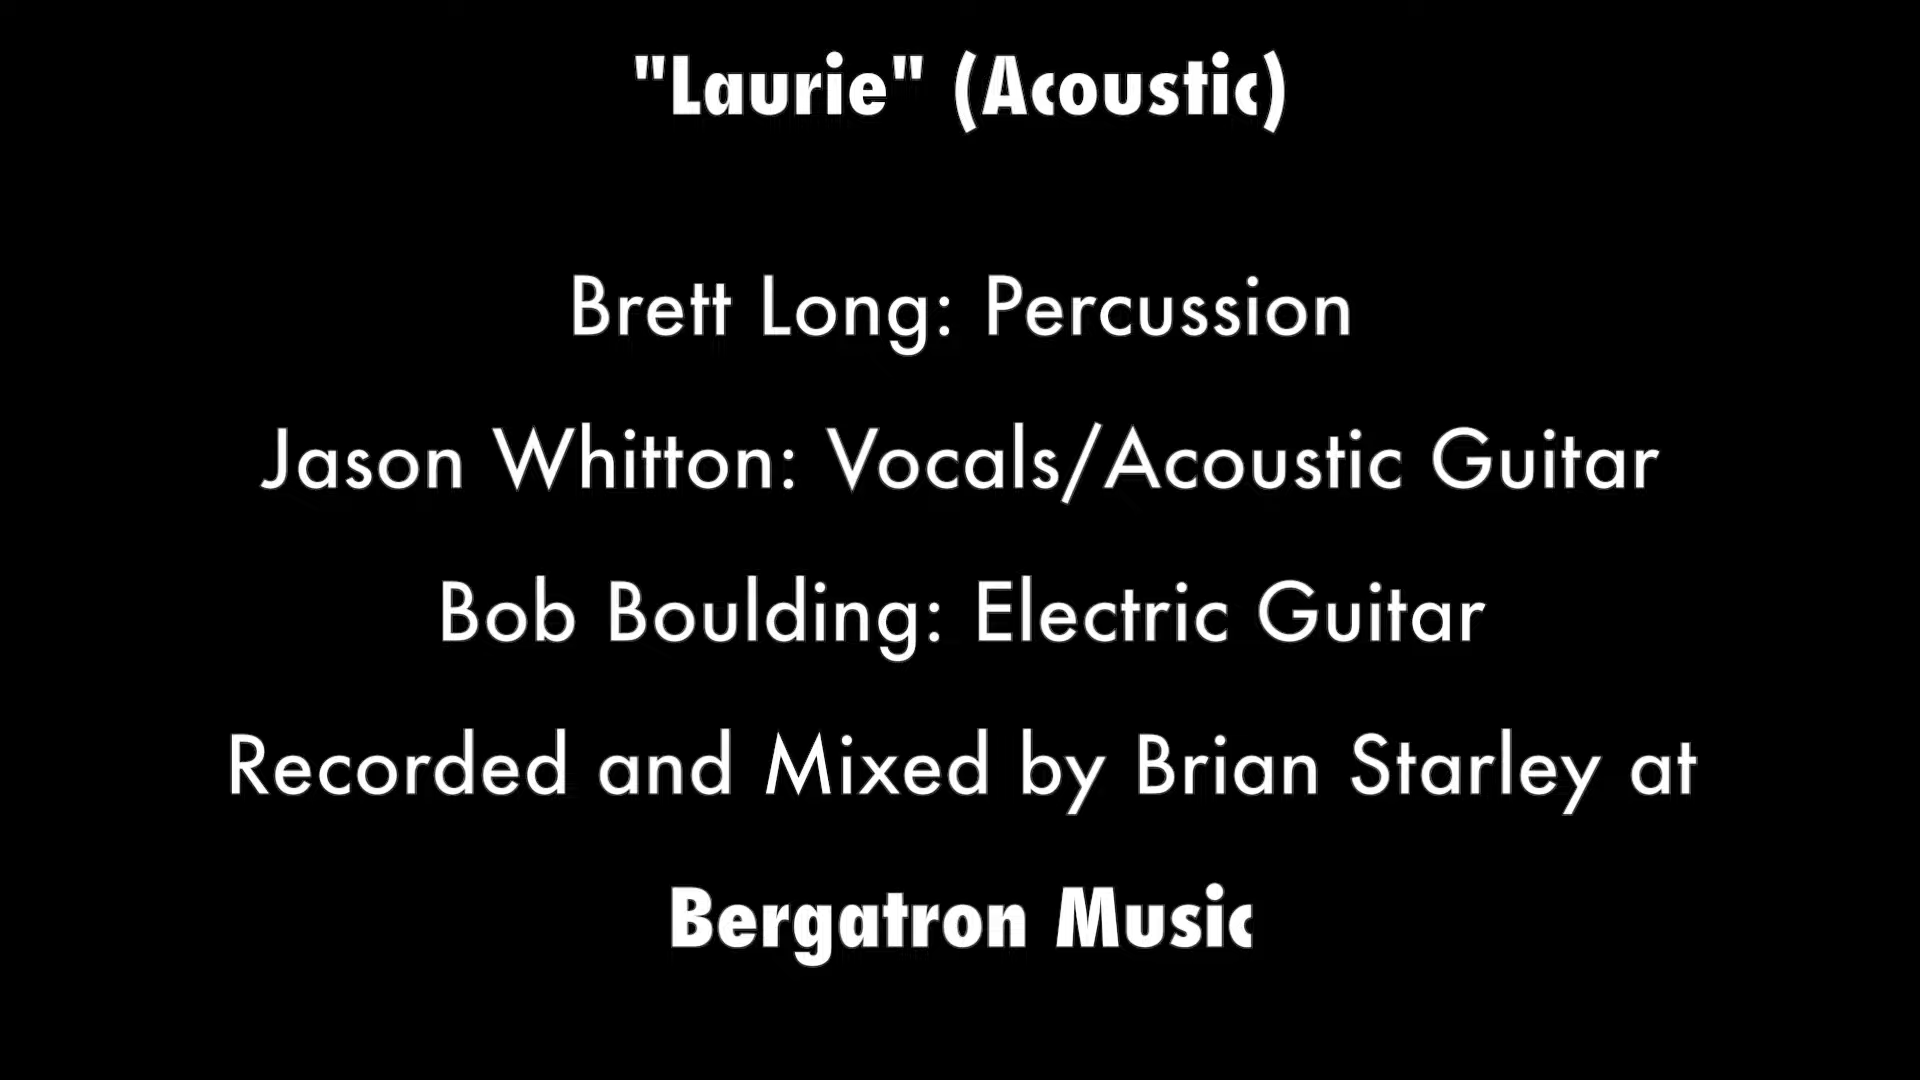 "Laurie" (Acoustic)
Brett Long: Percussion
Jason Whitton: Vocals/Acoustic Guitar
Bob Boulding: Electric Guitar
Recorded and Mixed by Brian Starley at
Bergatron Music